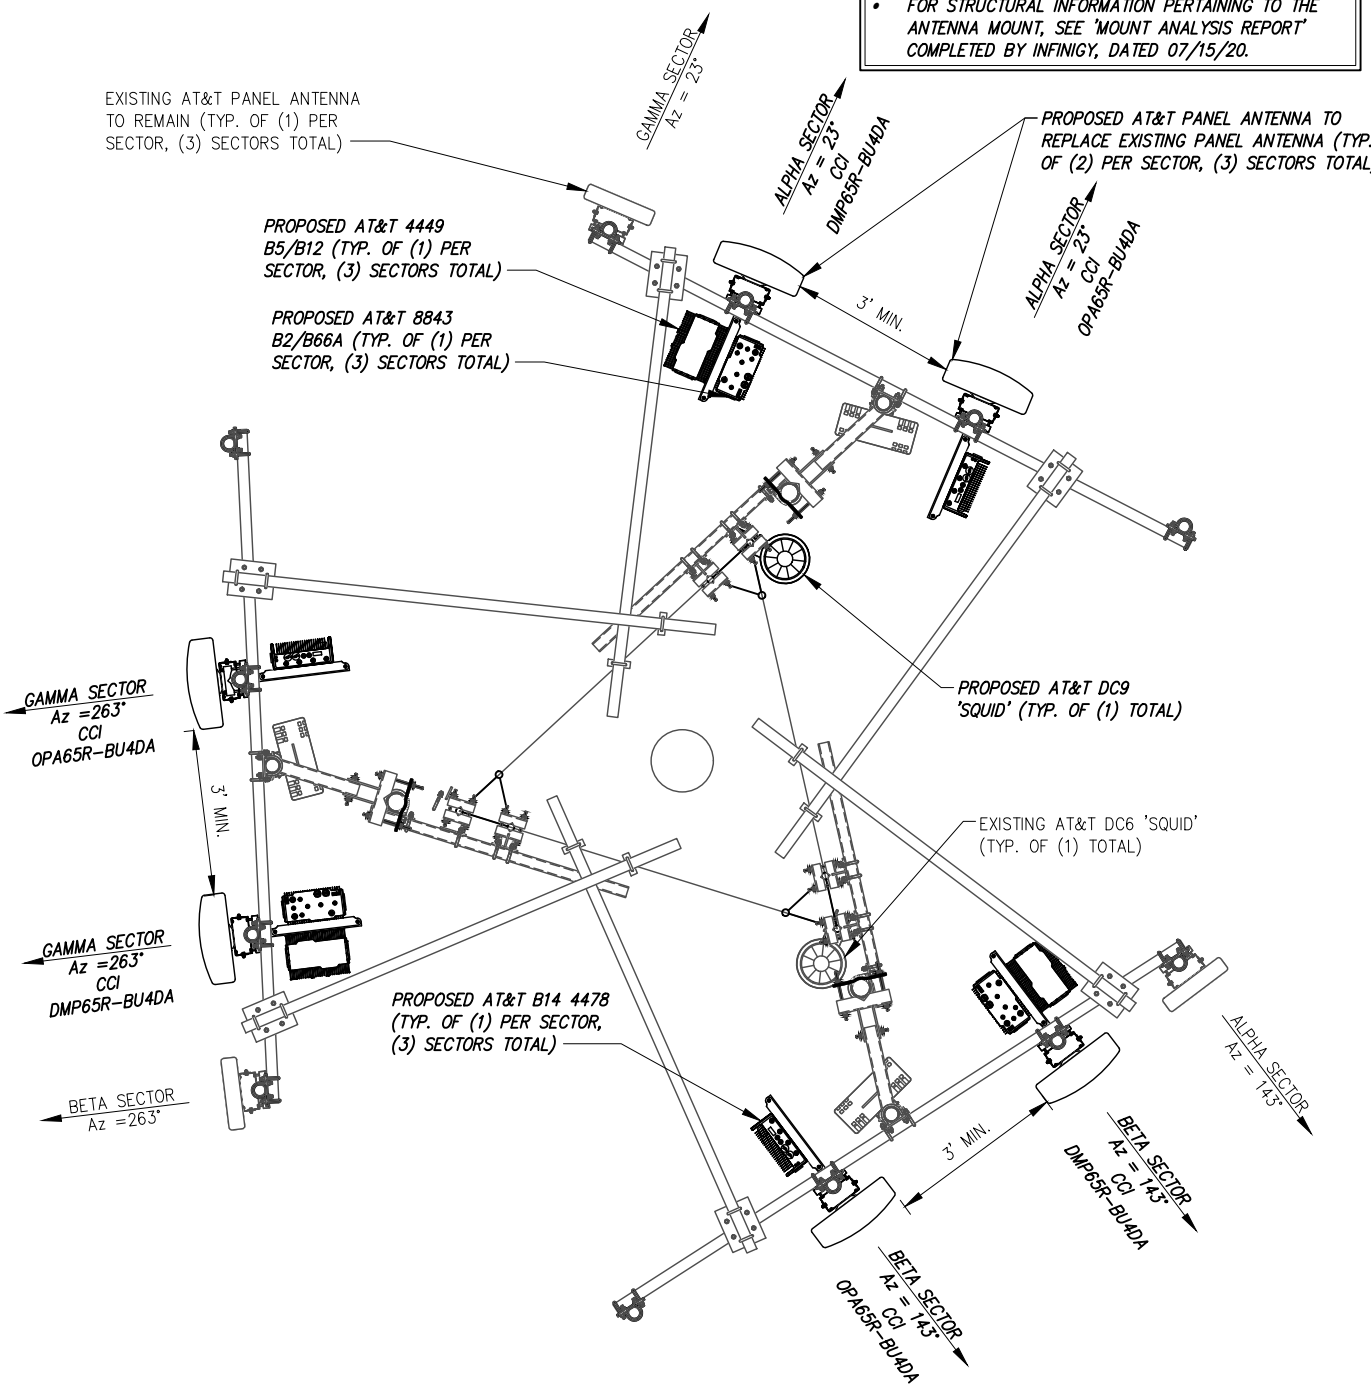 • FOR STRUCTURAL INFORMATION PERTAINING TO THE
ANTENNA MOUNT, SEE 'MOUNT ANALYSIS REPORT'
COMPLETED BY INFINIGY, DATED 07/15/20.
GAMMA SECTOR
Az = 23°
EXISTING AT&T PANEL ANTENNA
TO REMAIN (TYP. OF (1) PER
SECTOR, (3) SECTORS TOTAL)
ALPHA SECTOR
Az = 23°
CCI
DMP65R-BU4DA
PROPOSED AT&T PANEL ANTENNA TO
REPLACE EXISTING PANEL ANTENNA (TYP.
OF (2) PER SECTOR, (3) SECTORS TOTAL
ALPHA SECTOR
Az = 23°
CCI
OPA65R-BU4DA
PROPOSED AT&T 4449
B5/B12 (TYP. OF (1) PER
SECTOR, (3) SECTORS TOTAL)
3' MIN.
PROPOSED AT&T 8843
B2/B66A (TYP. OF (1) PER
SECTOR, (3) SECTORS TOTAL)
GAMMA SECTOR
Az =263°
CCI
OPA65R-BU4DA
PROPOSED AT&T DC9
'SQUID' (TYP. OF (1) TOTAL)
3' MIN.
EXISTING AT&T DC6 'SQUID'
(TYP. OF (1) TOTAL)
GAMMA SECTOR
Az =263°
CCI
DMP65R-BU4DA
PROPOSED AT&T B14 4478
(TYP. OF (1) PER SECTOR,
(3) SECTORS TOTAL)
BETA SECTOR
Az =263°
ALPHA SECTOR
Az = 143°
3' MIN.
BETA SECTOR
Az = 143°
CCI
DMP65R-BU4DA
BETA SECTOR
Az = 143°
CCI
OPA65R-BU4DA